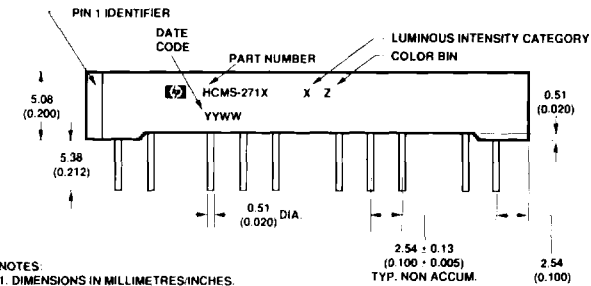 PIN 1 IDENTIFIER
DATE
CODE
PART NUMBER
LUMINOUS INTENSITY CATEGORY
COLOR BIN
hp HCMS-271X X Z
YYWW
5.08
(0.200)
0.51
(0.020)
5.38
(0.212)
0.51
(0.020) DIA.
2.54 ± 0.13
(0.100 ± 0.005)
TYP. NON ACCUM.
2.54
(0.100)
NOTES:
1. DIMENSIONS IN MILLIMETRES/INCHES.